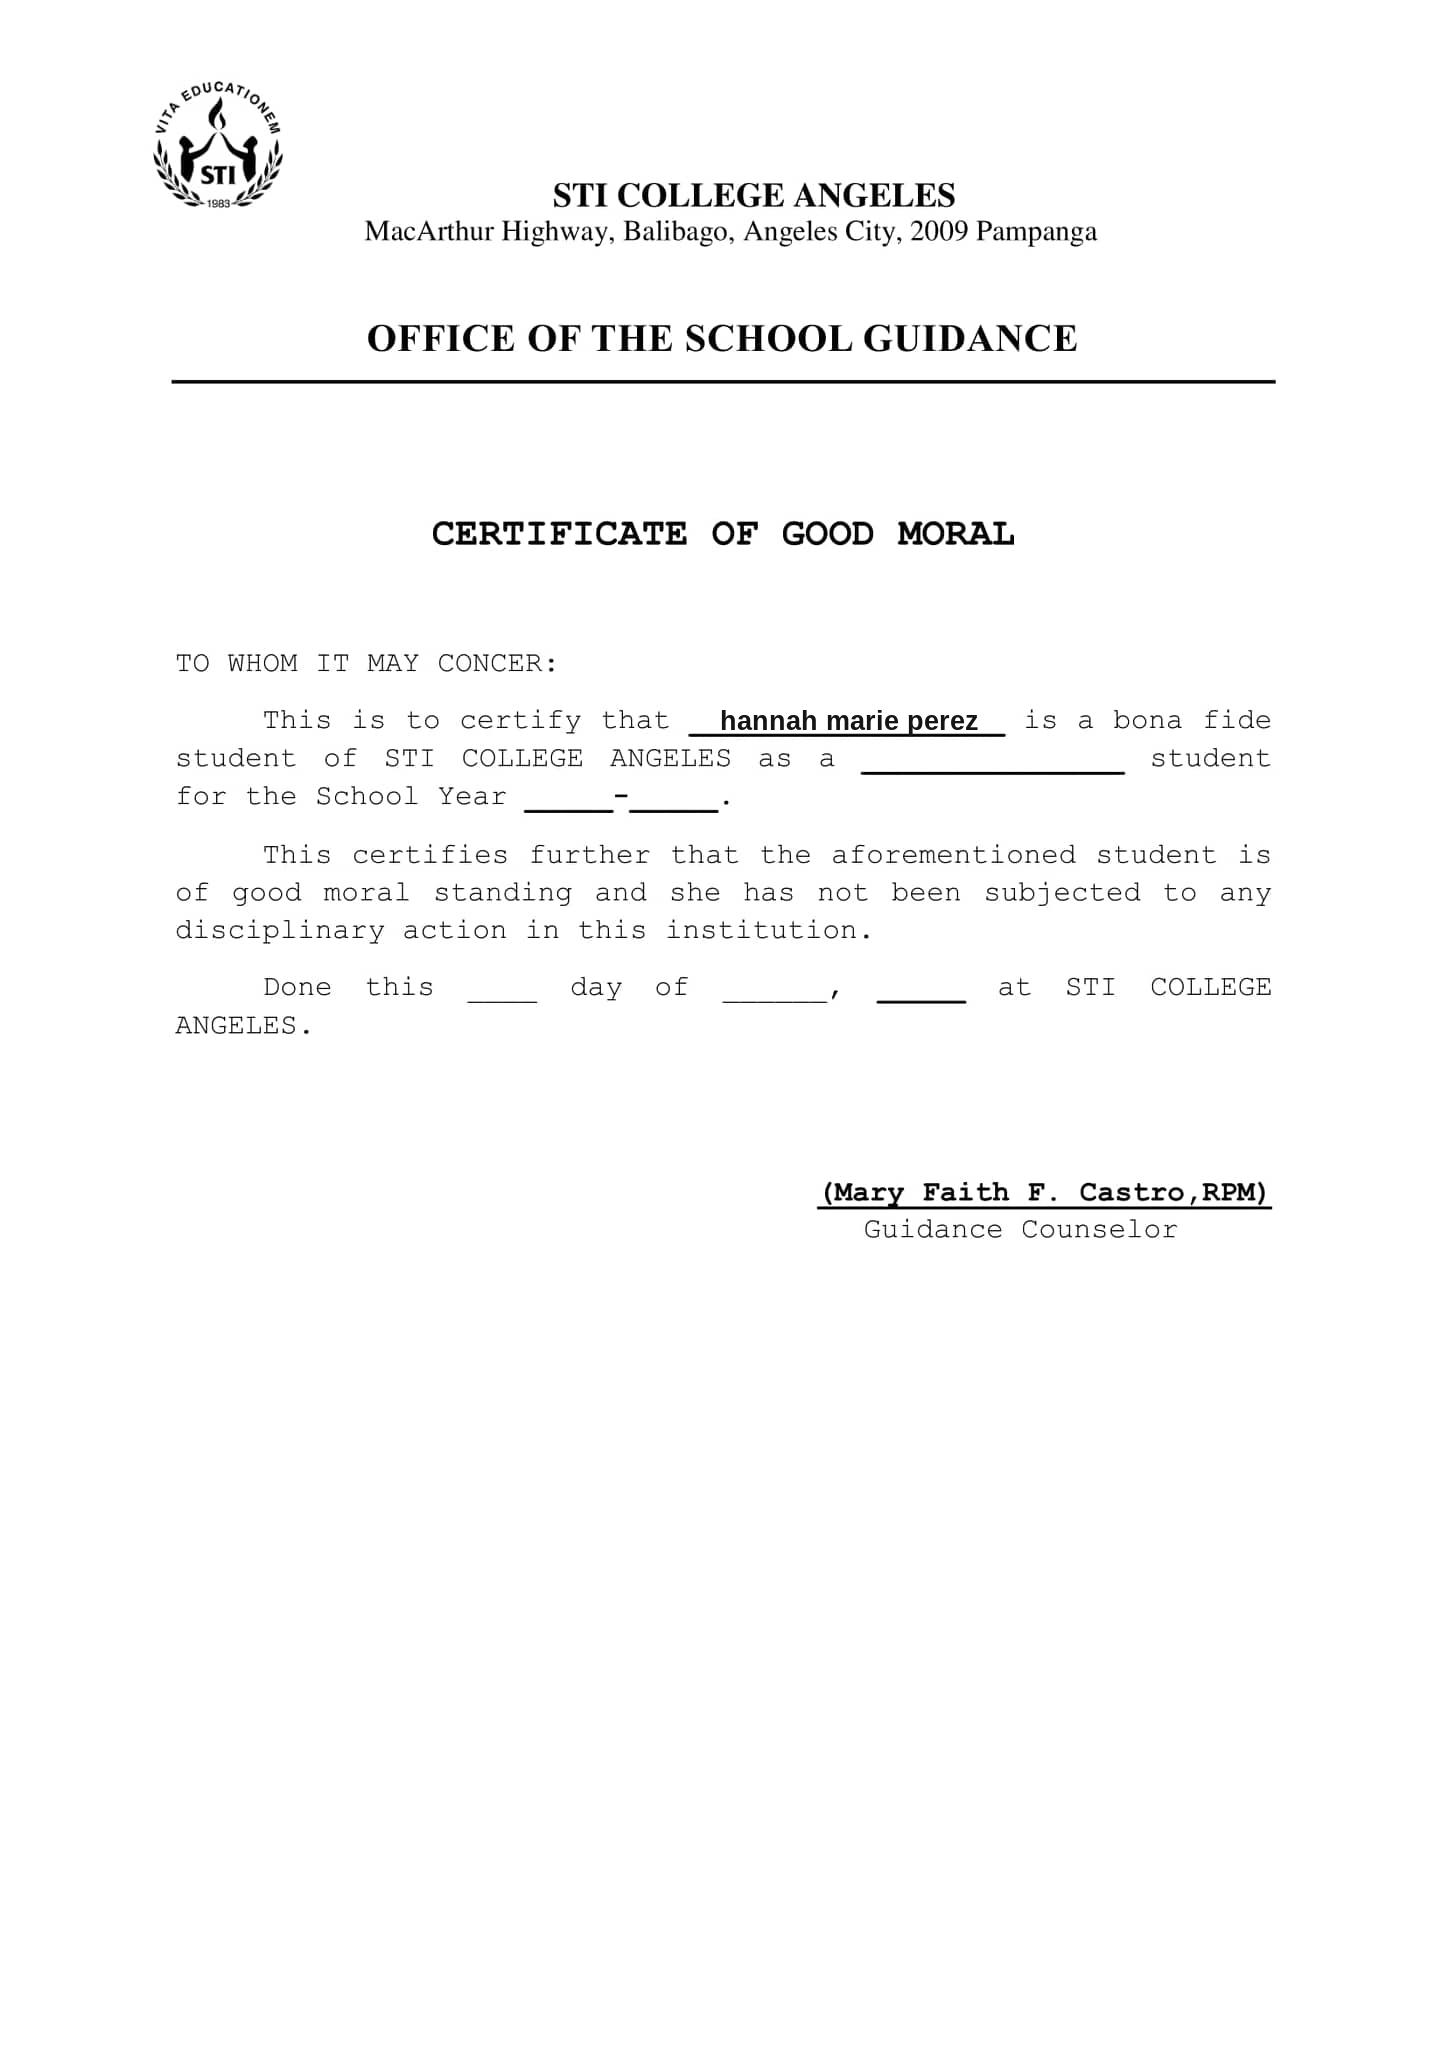 VITA EDUCATIONEM
STI
1983
STI COLLEGE ANGELES
MacArthur Highway, Balibago, Angeles City, 2009 Pampanga
OFFICE OF THE SCHOOL GUIDANCE
CERTIFICATE OF GOOD MORAL
TO WHOM IT MAY CONCER:
This is to certify that hannah marie perez is a bona fide
student of STI COLLEGE ANGELES as a _______________ student
for the School Year _____-_____.
This certifies further that the aforementioned student is
of good moral standing and she has not been subjected to any
disciplinary action in this institution.
Done this ____ day of ______, _____ at STI COLLEGE
ANGELES.
(Mary Faith F. Castro,RPM)
Guidance Counselor